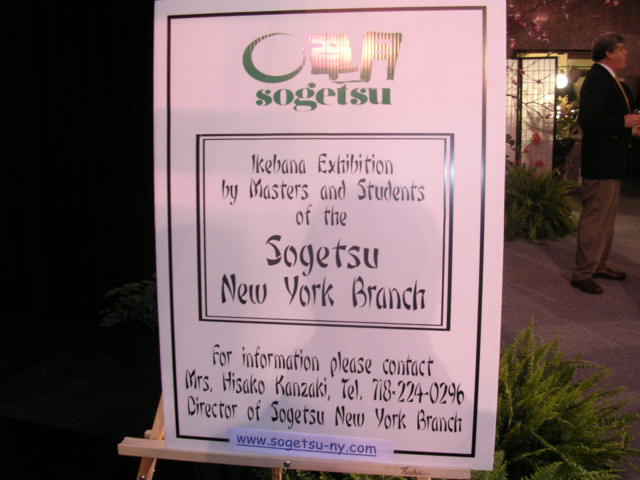 草月
sogetsu
Ikebana Exhibition
by Masters and Students
of the
Sogetsu
New York Branch
For information please contact
Mrs. Hisako Kanzaki, Tel. 718-224-0296
Director of Sogetsu New York Branch
www.sogetsu-ny.com